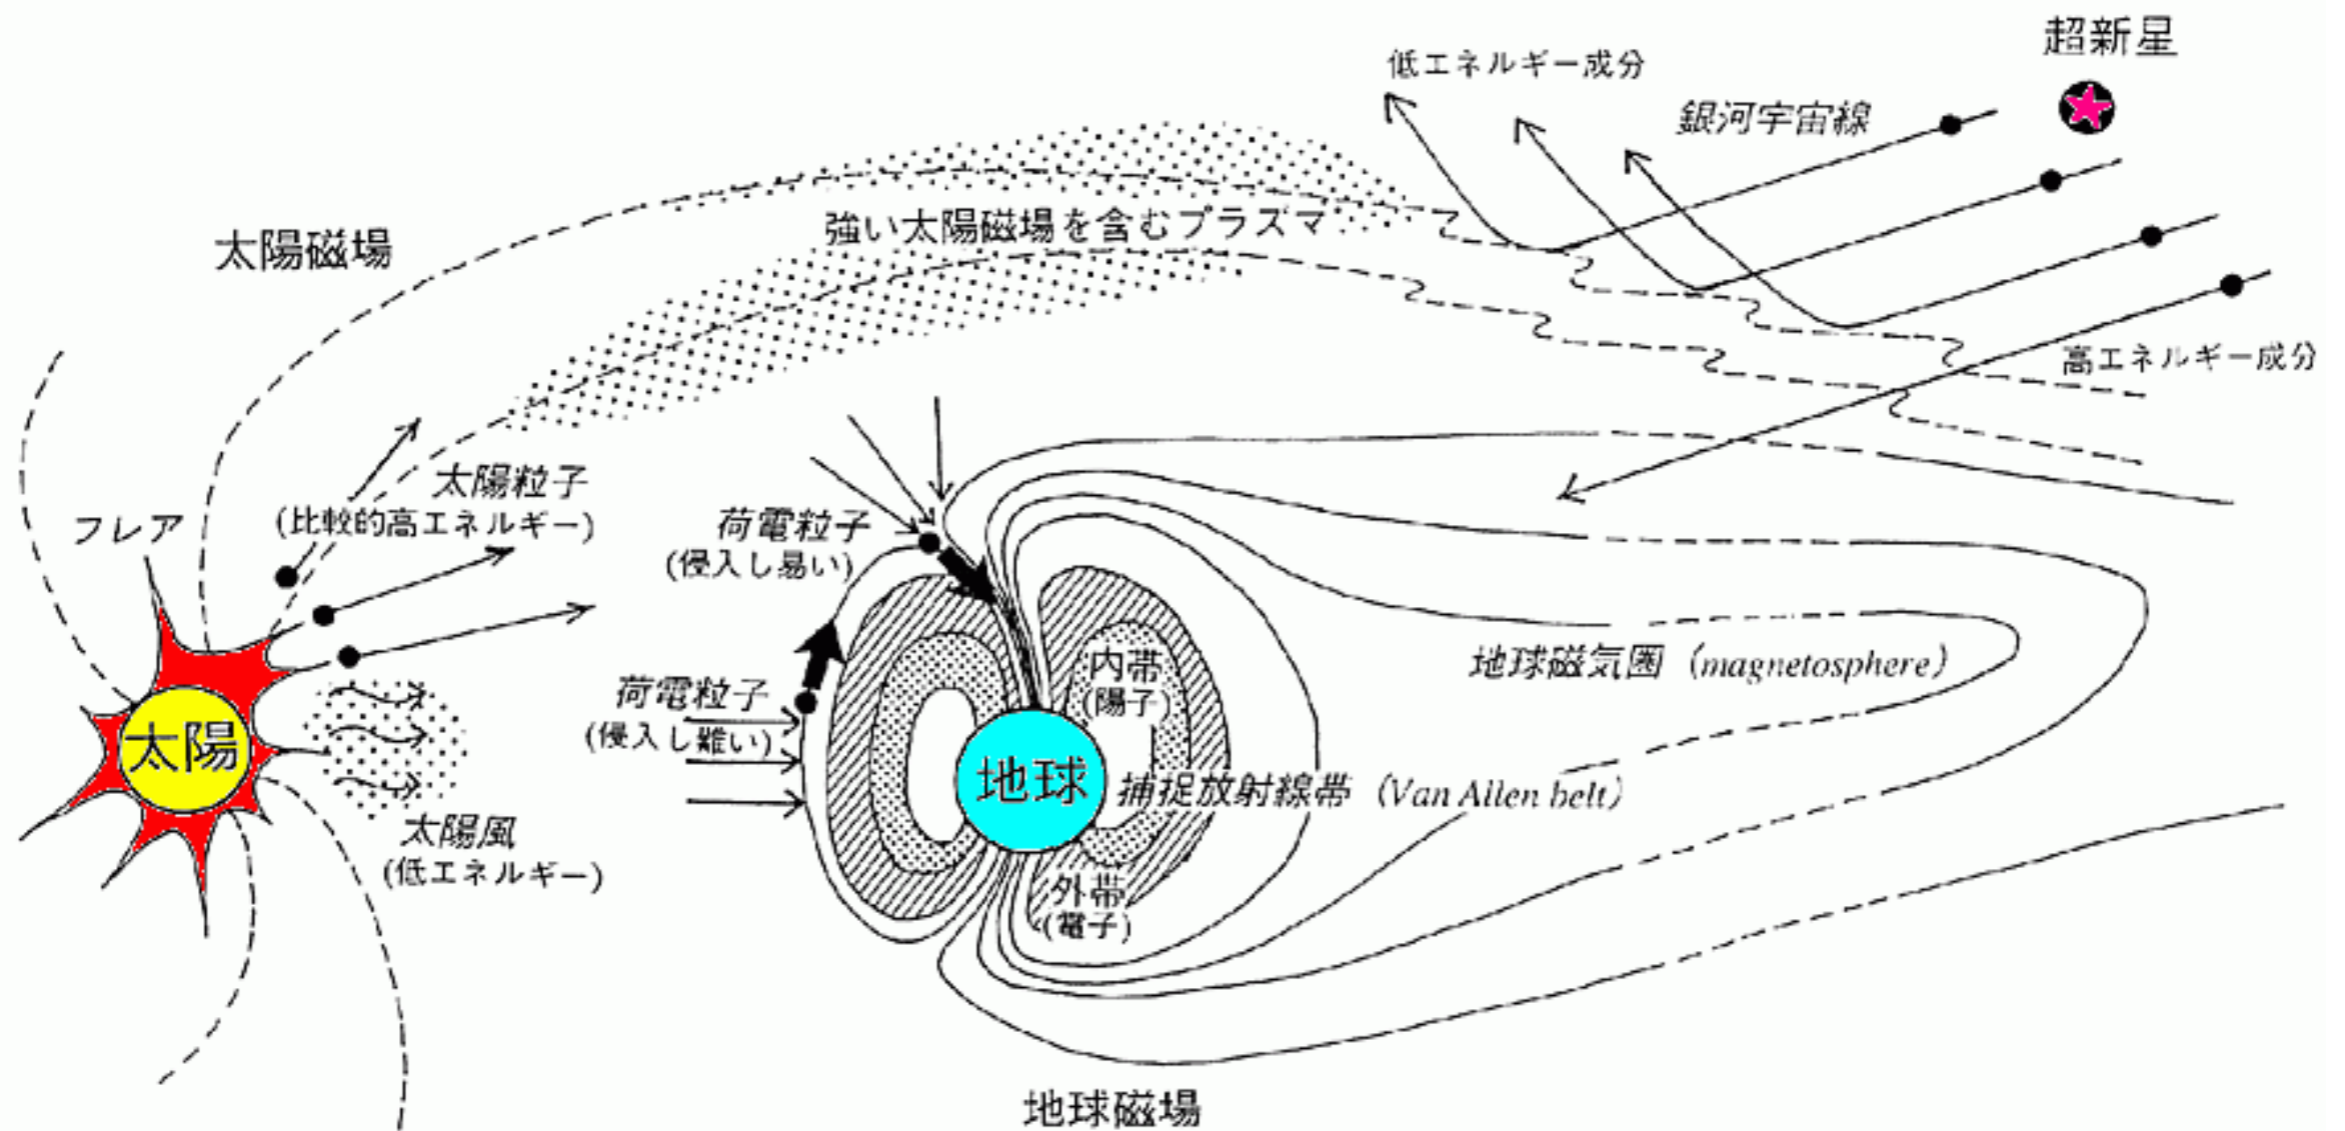 超新星
低エネルギー成分
銀河宇宙線
強い太陽磁場を含むプラズマ
太陽磁場
高エネルギー成分
太陽粒子
(比較的高エネルギー)
フレア
荷電粒子
(侵入し易い)
地球磁気圏 (magnetosphere)
内帯
(陽子)
荷電粒子
(侵入し難い)
太陽
地球
捕捉放射線帯 (Van Allen belt)
太陽風
(低エネルギー)
外帯
(電子)
地球磁場